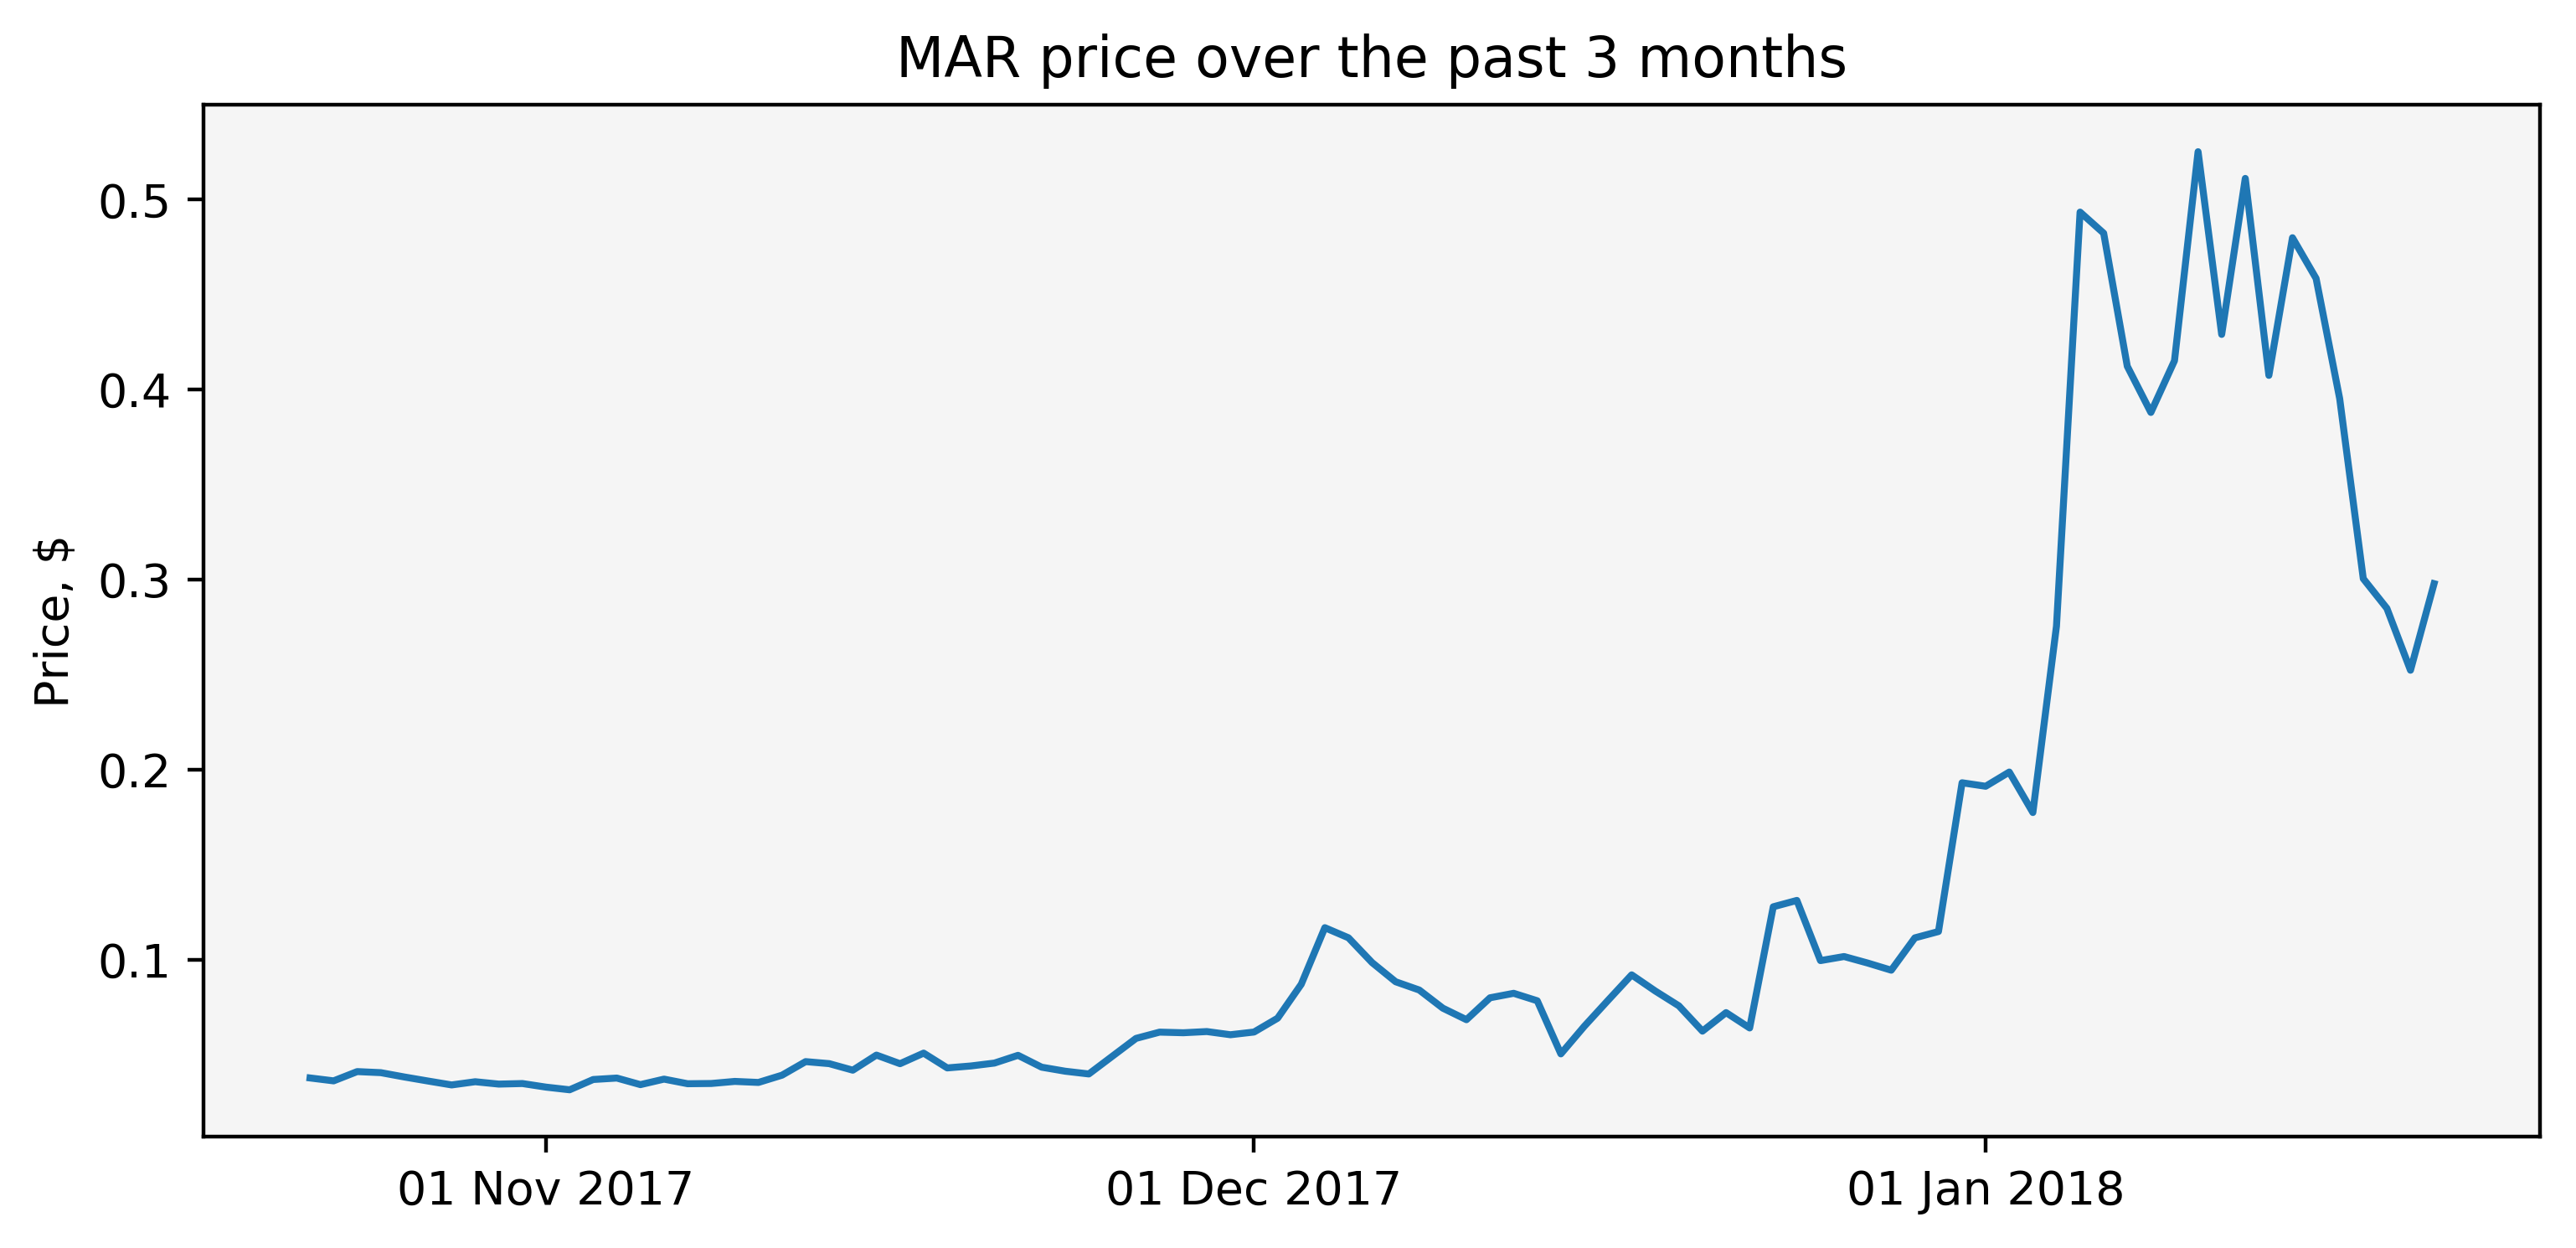 MAR price over the past 3 months
Price, $
0.5
0.4
0.3
0.2
0.1
01 Nov 2017
01 Dec 2017
01 Jan 2018